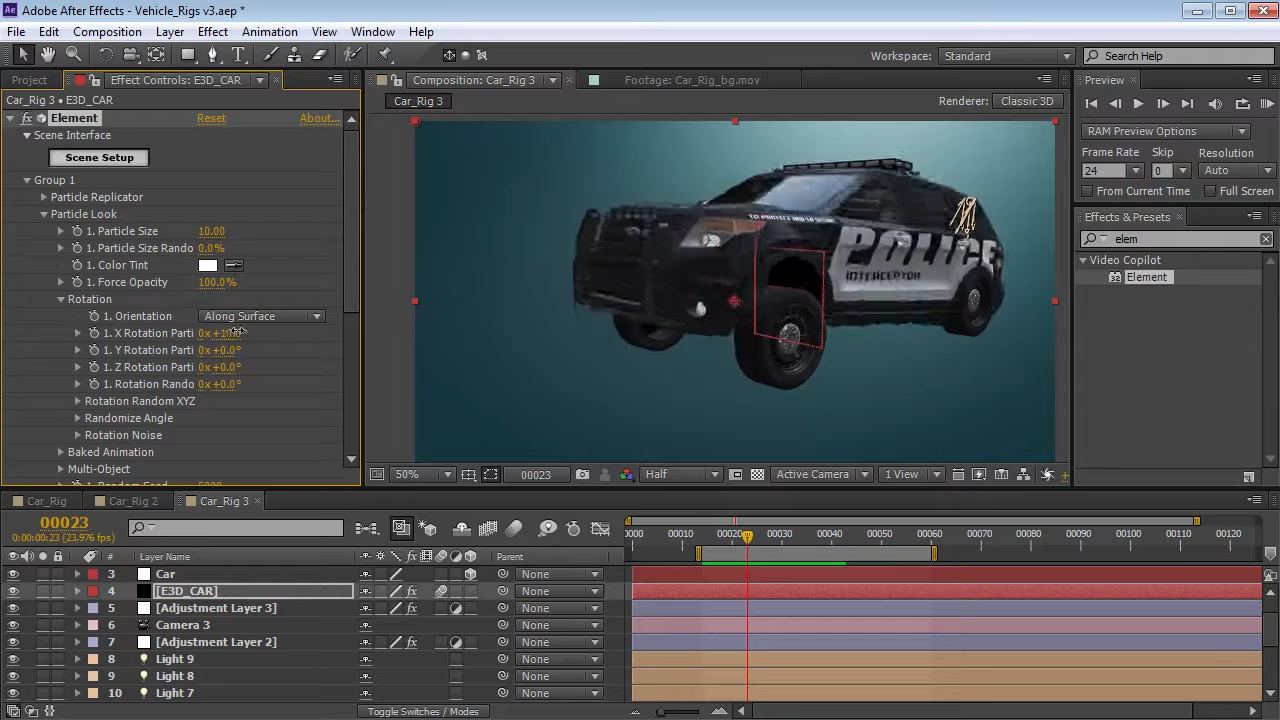 Adobe After Effects - Vehicle_Rigs v3.aep *
File Edit Composition Layer Effect Animation View Window Help
Workspace: Standard
Search Help
Project
Effect Controls: E3D_CAR
Car_Rig 3 • E3D_CAR
fx Element Reset About...
Scene Interface
Scene Setup
Group 1
Particle Replicator
Particle Look
1. Particle Size 10.00
1. Particle Size Rando 0.0%
1. Color Tint
1. Force Opacity 100.0%
Rotation
1. Orientation Along Surface
1. X Rotation Parti
1. Y Rotation Parti 0x +0.0°
1. Z Rotation Parti 0x +0.0°
1. Rotation Rando 0x +0.0°
Rotation Random XYZ
Randomize Angle
Rotation Noise
Baked Animation
Multi-Object
Composition: Car_Rig 3
Footage: Car_Rig_bg.mov
Car_Rig 3
Renderer: Classic 3D
POLICE
INTERCEPTOR
50% 00023 Half Active Camera 1 View
Preview
RAM Preview Options
Frame Rate Skip Resolution
24 0 Auto
From Current Time Full Screen
Effects & Presets
elem
Video Copilot
Element
Car_Rig Car_Rig 2 Car_Rig 3
00023
0:00:00:23 (23.976 fps)
# Layer Name fx Parent
3 Car None
4 [E3D_CAR] fx None
5 [Adjustment Layer 3] fx None
6 Camera 3 None
7 [Adjustment Layer 2] fx None
8 Light 9 None
9 Light 8 None
10 Light 7 None
0000 00010 00020 00030 00040 00050 00060 00070 00080 00090 00100 00110 00120
Toggle Switches / Modes